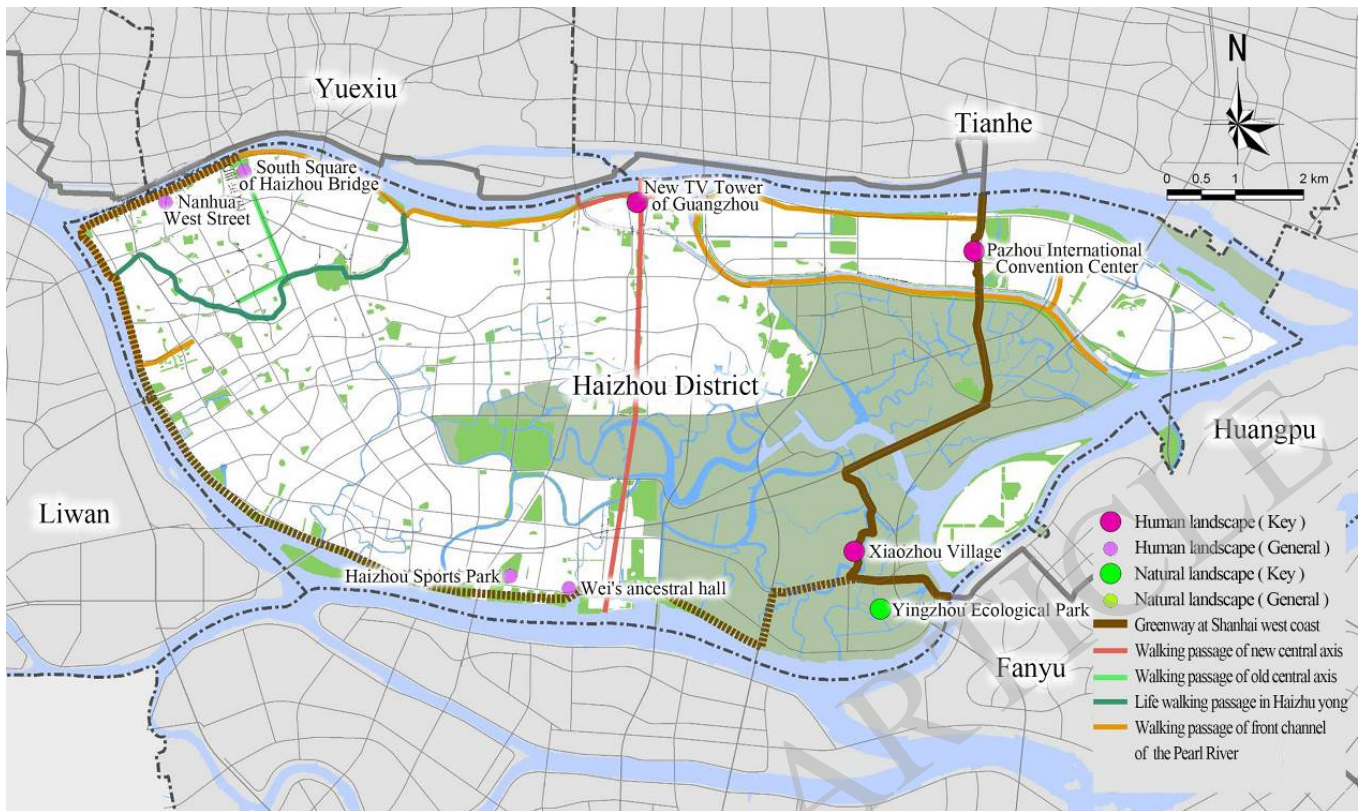 Yuexiu
Tianhe
N
0 0.5 1 2 km
South Square
of Haizhou Bridge
Nanhua
West Street
New TV Tower
of Guangzhou
Pazhou International
Convention Center
Haizhou District
Huangpu
Liwan
Xiaozhou Village
Haizhou Sports Park
Wei's ancestral hall
Yingzhou Ecological Park
Fanyu
Human landscape ( Key )
Human landscape ( General )
Natural landscape ( Key )
Natural landscape ( General )
Greenway at Shanhai west coast
Walking passage of new central axis
Walking passage of old central axis
Life walking passage in Haizhu yong
Walking passage of front channel
of the Pearl River
ARTICLE